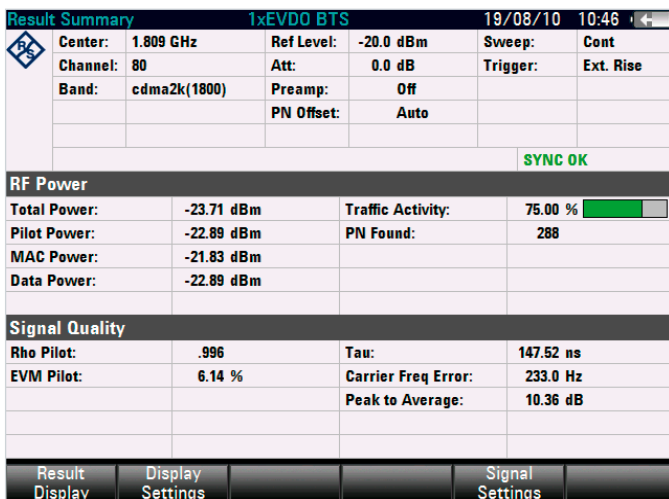 Result Summary 1xEVDO BTS 19/08/10 10:46
R&S Center: 1.809 GHz Ref Level: -20.0 dBm Sweep: Cont
Channel: 80 Att: 0.0 dB Trigger: Ext. Rise
Band: cdma2k(1800) Preamp: Off
PN Offset: Auto
SYNC OK
RF Power
Total Power: -23.71 dBm Traffic Activity: 75.00 %
Pilot Power: -22.89 dBm PN Found: 288
MAC Power: -21.83 dBm
Data Power: -22.89 dBm
Signal Quality
Rho Pilot: .996 Tau: 147.52 ns
EVM Pilot: 6.14 % Carrier Freq Error: 233.0 Hz
Peak to Average: 10.36 dB
Result Display Signal
Display Settings Settings